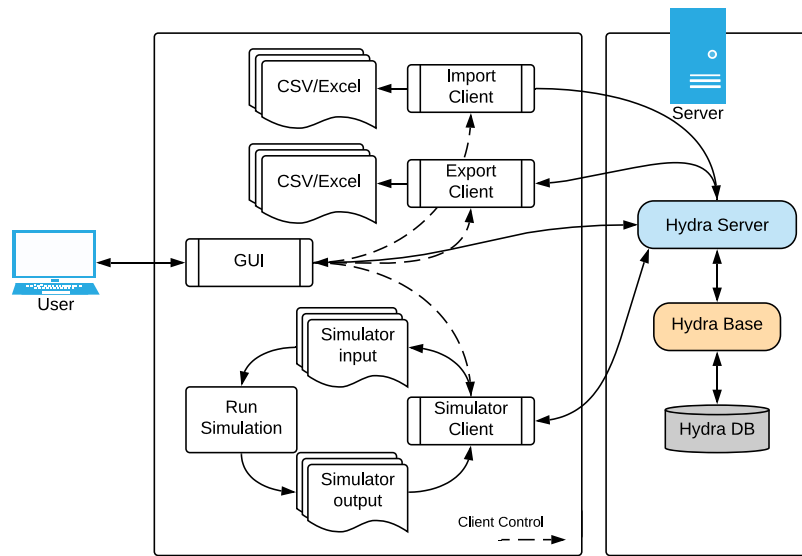 CSV/Excel
Import
Client
Server
CSV/Excel
Export
Client
Hydra Server
GUI
User
Hydra Base
Simulator
input
Run
Simulation
Simulator
Client
Hydra DB
Simulator
output
Client Control